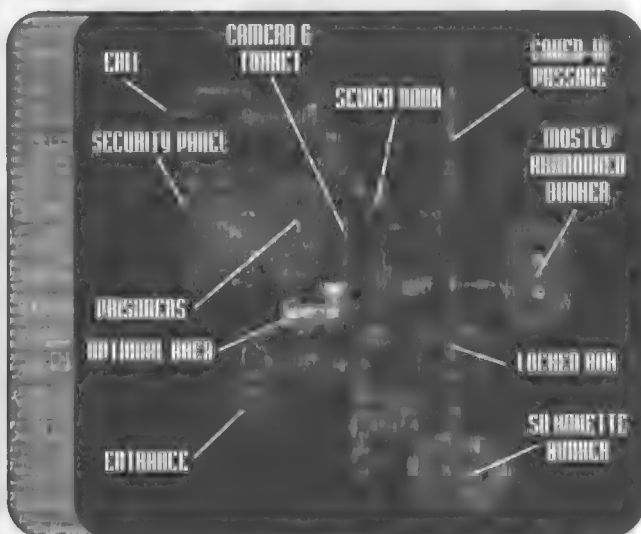 EXIT
CAMERA &
TURRET
CAVED IN
PASSAGE
SEWER DOOR
SECURITY PANEL
MOSTLY
ABANDONED
BUNKER
PRISONERS
OPTIONAL AREA
LOCKED BOX
ENTRANCE
SILHOUETTE
BUNKER